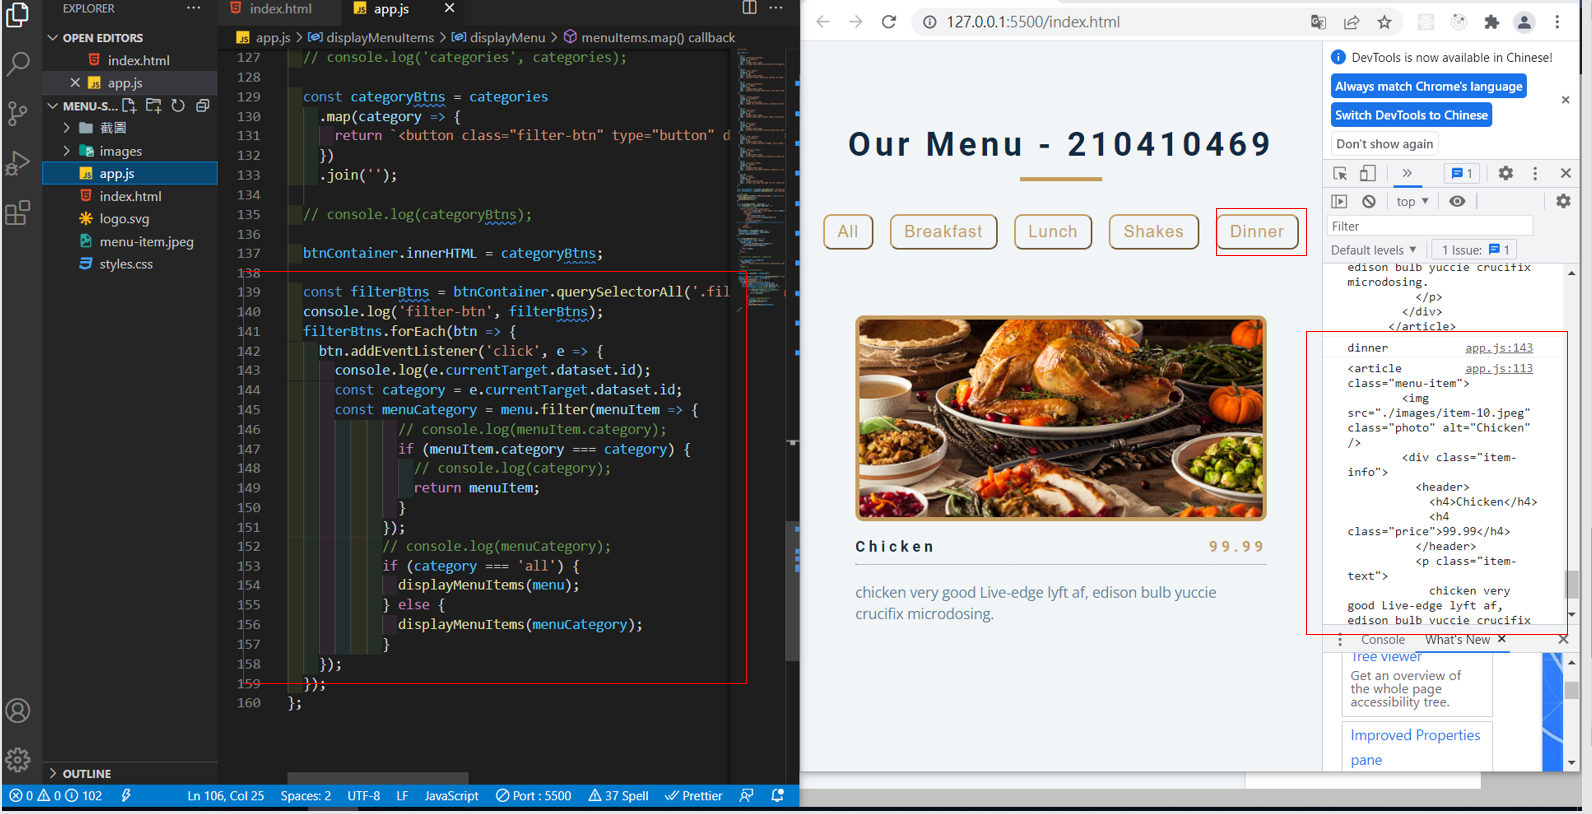 EXPLORER
OPEN EDITORS
index.html
app.js
MENU-S...
截圖
images
app.js
index.html
logo.svg
menu-item.jpeg
styles.css
OUTLINE
index.html
app.js
app.js > displayMenuItems > displayMenu > menuItems.map() callback
127 // console.log('categories', categories);
128
129 const categoryBtns = categories
130 .map(category => {
131 return `<button class="filter-btn" type="button" d
132 })
133 .join('');
134
135 // console.log(categoryBtns);
136
137 btnContainer.innerHTML = categoryBtns;
138
139 const filterBtns = btnContainer.querySelectorAll('.fil
140 console.log('filter-btn', filterBtns);
141 filterBtns.forEach(btn => {
142 btn.addEventListener('click', e => {
143 console.log(e.currentTarget.dataset.id);
144 const category = e.currentTarget.dataset.id;
145 const menuCategory = menu.filter(menuItem => {
146 // console.log(menuItem.category);
147 if (menuItem.category === category) {
148 // console.log(category);
149 return menuItem;
150 }
151 });
152 // console.log(menuCategory);
153 if (category === 'all') {
154 displayMenuItems(menu);
155 } else {
156 displayMenuItems(menuCategory);
157 }
158 });
159 });
160 };
0 0 102 Ln 106, Col 25 Spaces: 2 UTF-8 LF JavaScript Port : 5500 37 Spell Prettier
127.0.0.1:5500/index.html
Our Menu - 210410469
All Breakfast Lunch Shakes Dinner
Chicken 99.99
chicken very good Live-edge lyft af, edison bulb yuccie
crucifix microdosing.
DevTools is now available in Chinese!
Always match Chrome's language
Switch DevTools to Chinese
Don't show again
1
top
Filter
Default levels 1 Issue: 1
edison bulb yuccie crucifix
microdosing.
</p>
</div>
</article>
dinner app.js:143
<article app.js:113
class="menu-item">
<img
src="./images/item-10.jpeg"
class="photo" alt="Chicken"
/>
<div class="item-
info">
<header>
<h4>Chicken</h4>
<h4
class="price">99.99</h4>
</header>
<p class="item-
text">
chicken very
good Live-edge lyft af,
edison bulb yuccie crucifix
Console What's New
Tree viewer
Get an overview of
the whole page
accessibility tree.
Improved Properties
pane